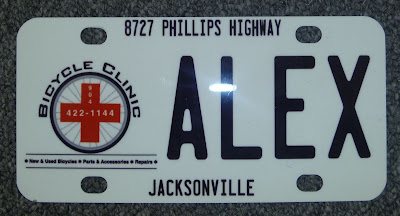 8727 PHILLIPS HIGHWAY
BICYCLE CLINIC
904
422-1144
• New & Used Bicycles • Parts & Accessories • Repairs •
ALEX
JACKSONVILLE